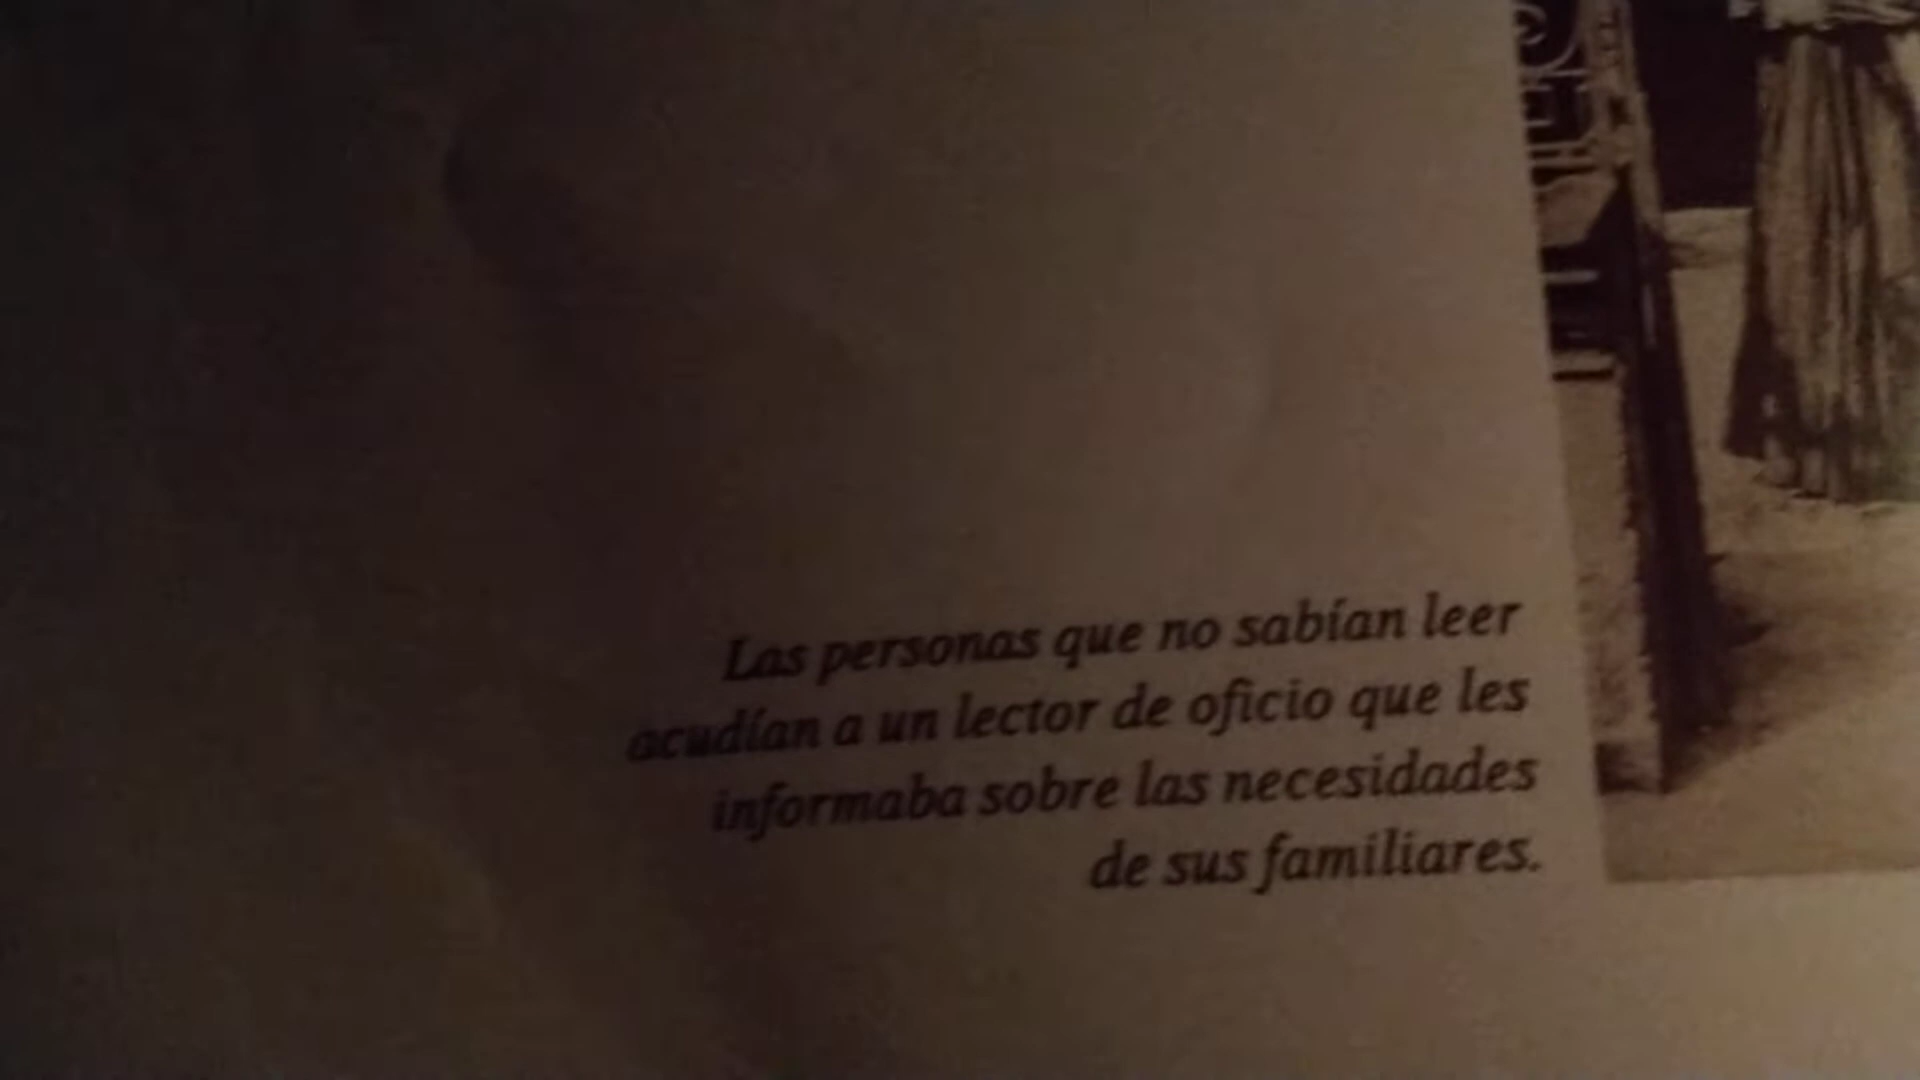 Las personas que no sabían leer
acudían a un lector de oficio que les
informaba sobre las necesidades
de sus familiares.